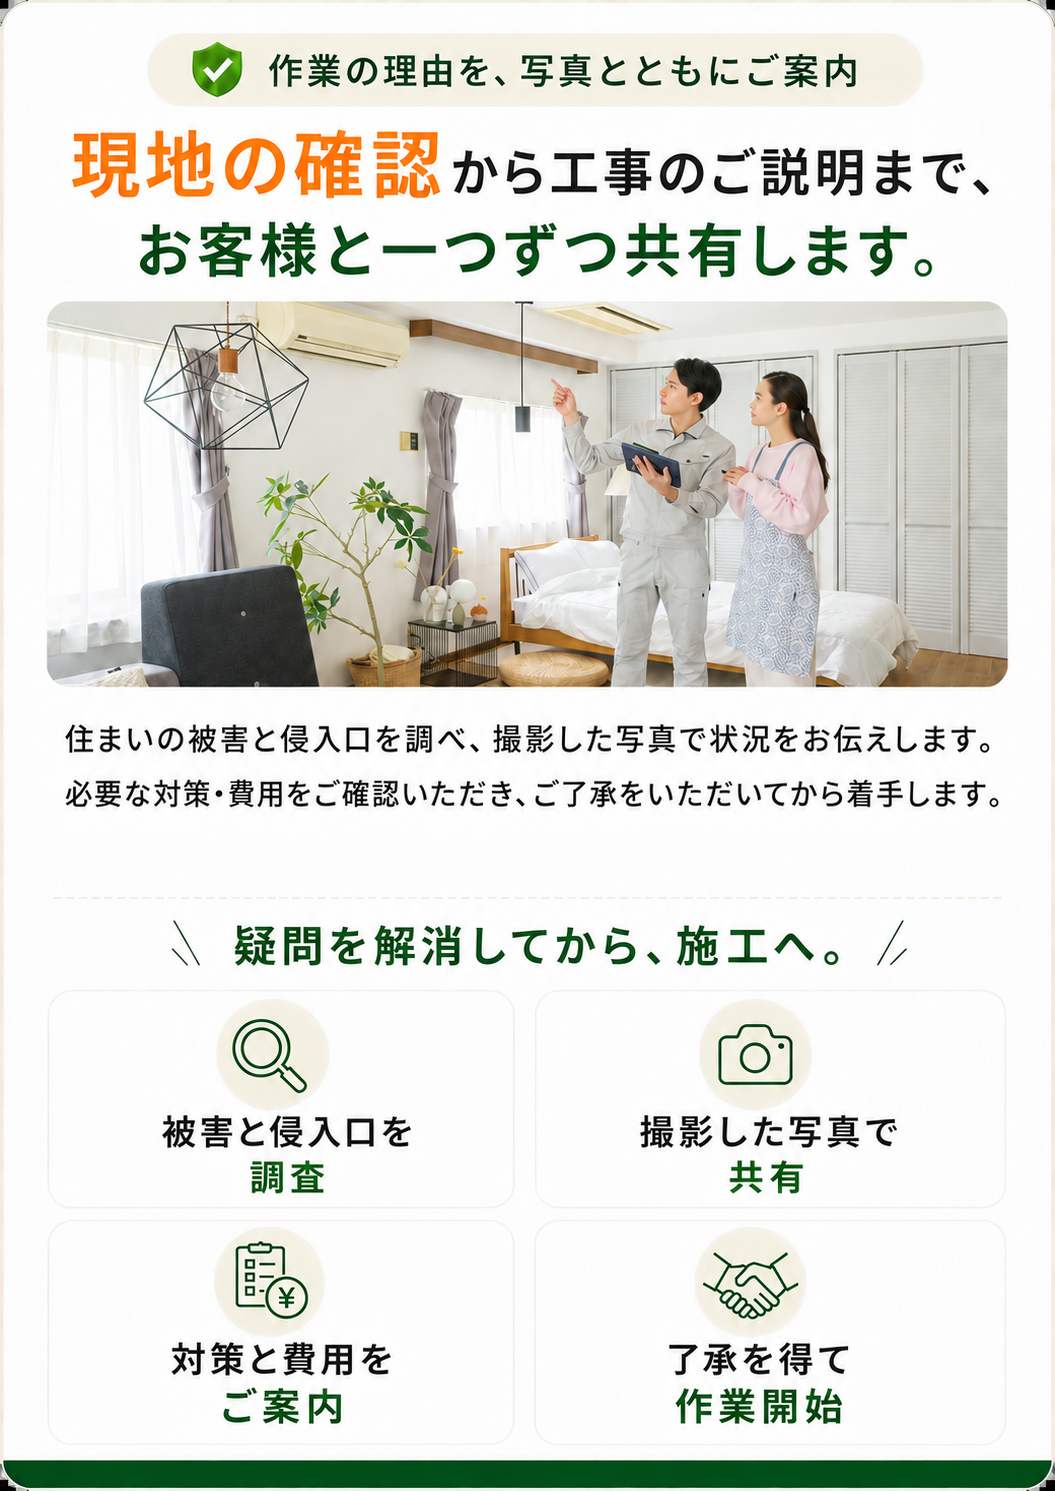 作業の理由を、写真とともにご案内
現地の確認から工事のご説明まで、
お客様と一つずつ共有します。
住まいの被害と侵入口を調べ、撮影した写真で状況をお伝えします。
必要な対策・費用をご確認いただき、ご了承をいただいてから着手します。
疑問を解消してから、施工へ。
被害と侵入口を
調査
撮影した写真で
共有
¥
対策と費用を
ご案内
了承を得て
作業開始